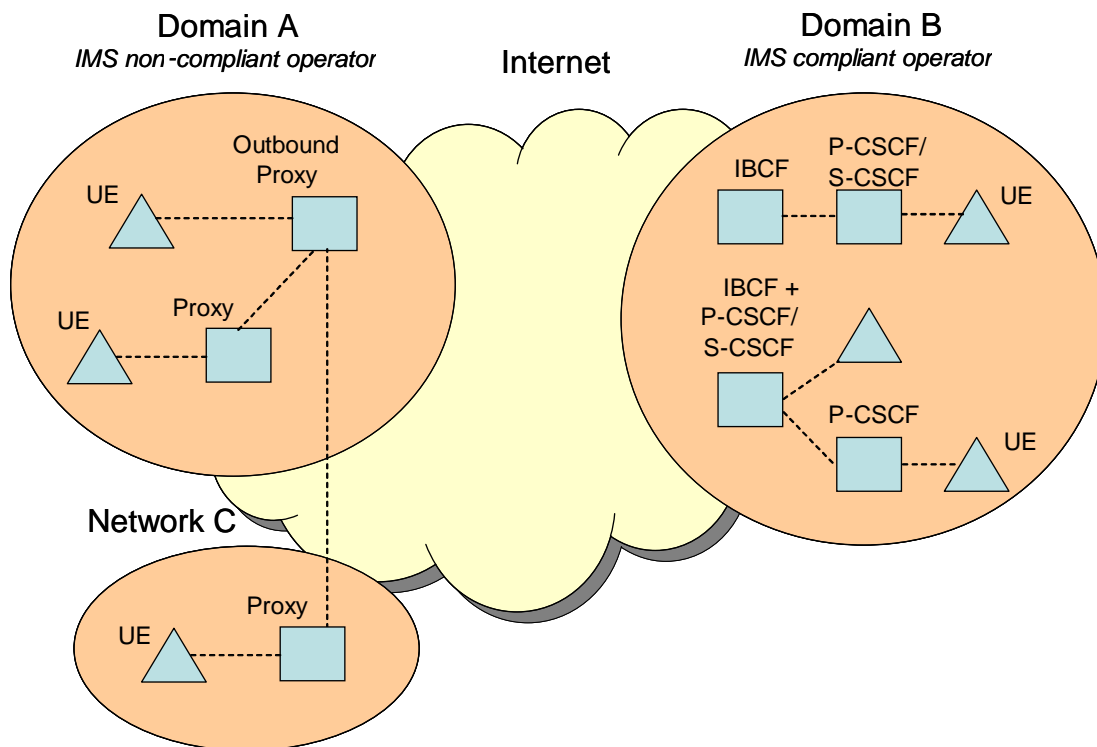 Domain A
IMS non-compliant operator
Internet
Domain B
IMS compliant operator
Outbound
Proxy
UE
Proxy
UE
IBCF
P-CSCF/
S-CSCF
UE
IBCF +
P-CSCF/
S-CSCF
P-CSCF
UE
Network C
Proxy
UE